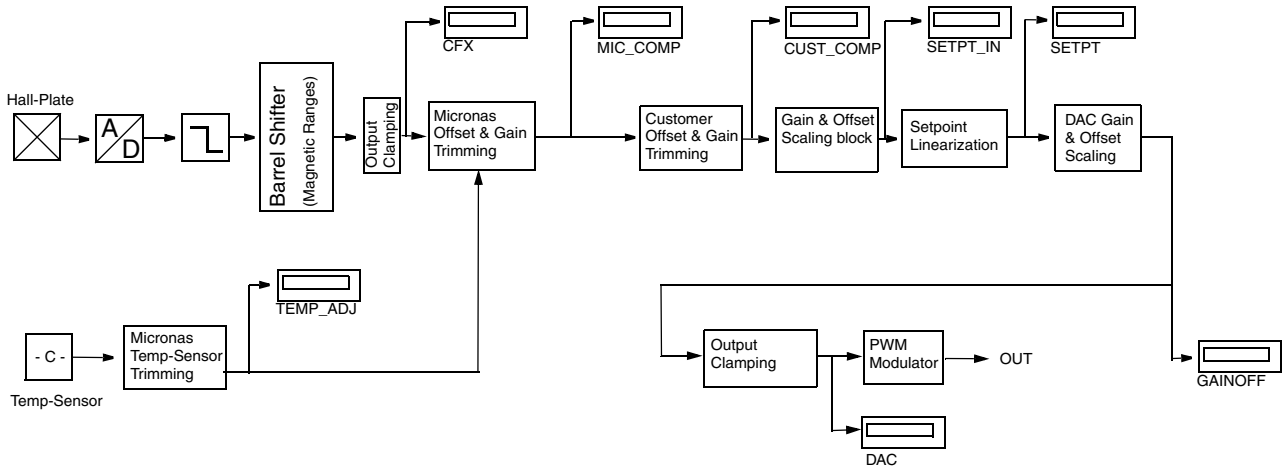 CFX
MIC_COMP
CUST_COMP
SETPT_IN
SETPT
Hall-Plate
A
D
Barrel Shifter
(Magnetic Ranges)
Output
Clamping
Micronas
Offset & Gain
Trimming
Customer
Offset & Gain
Trimming
Gain & Offset
Scaling block
Setpoint
Linearization
DAC Gain
& Offset
Scaling
TEMP_ADJ
- C -
Temp-Sensor
Micronas
Temp-Sensor
Trimming
Output
Clamping
PWM
Modulator
OUT
GAINOFF
DAC